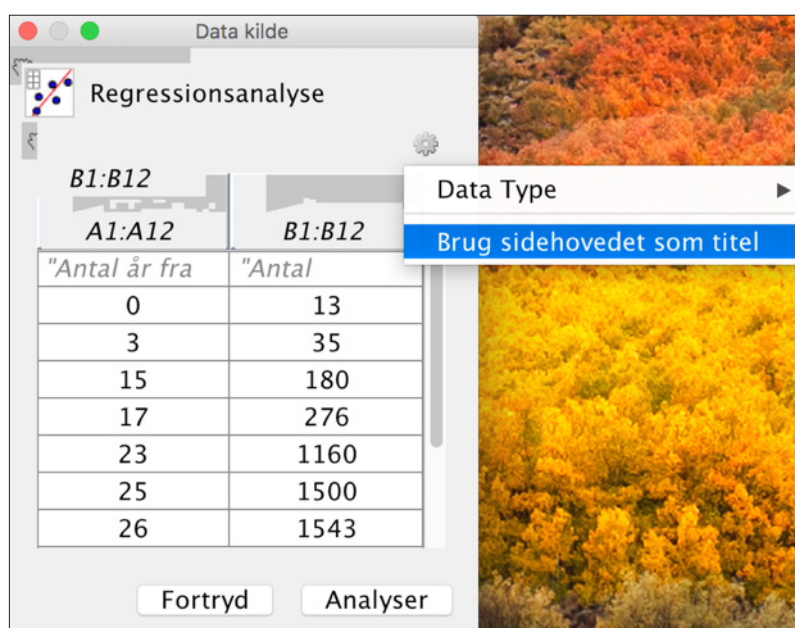 Data kilde
Regressionsanalyse
B1:B12
A1:A12 B1:B12
Data Type
Brug sidehovedet som titel
"Antal år fra "Antal
0 13
3 35
15 180
17 276
23 1160
25 1500
26 1543
Fortryd Analyser